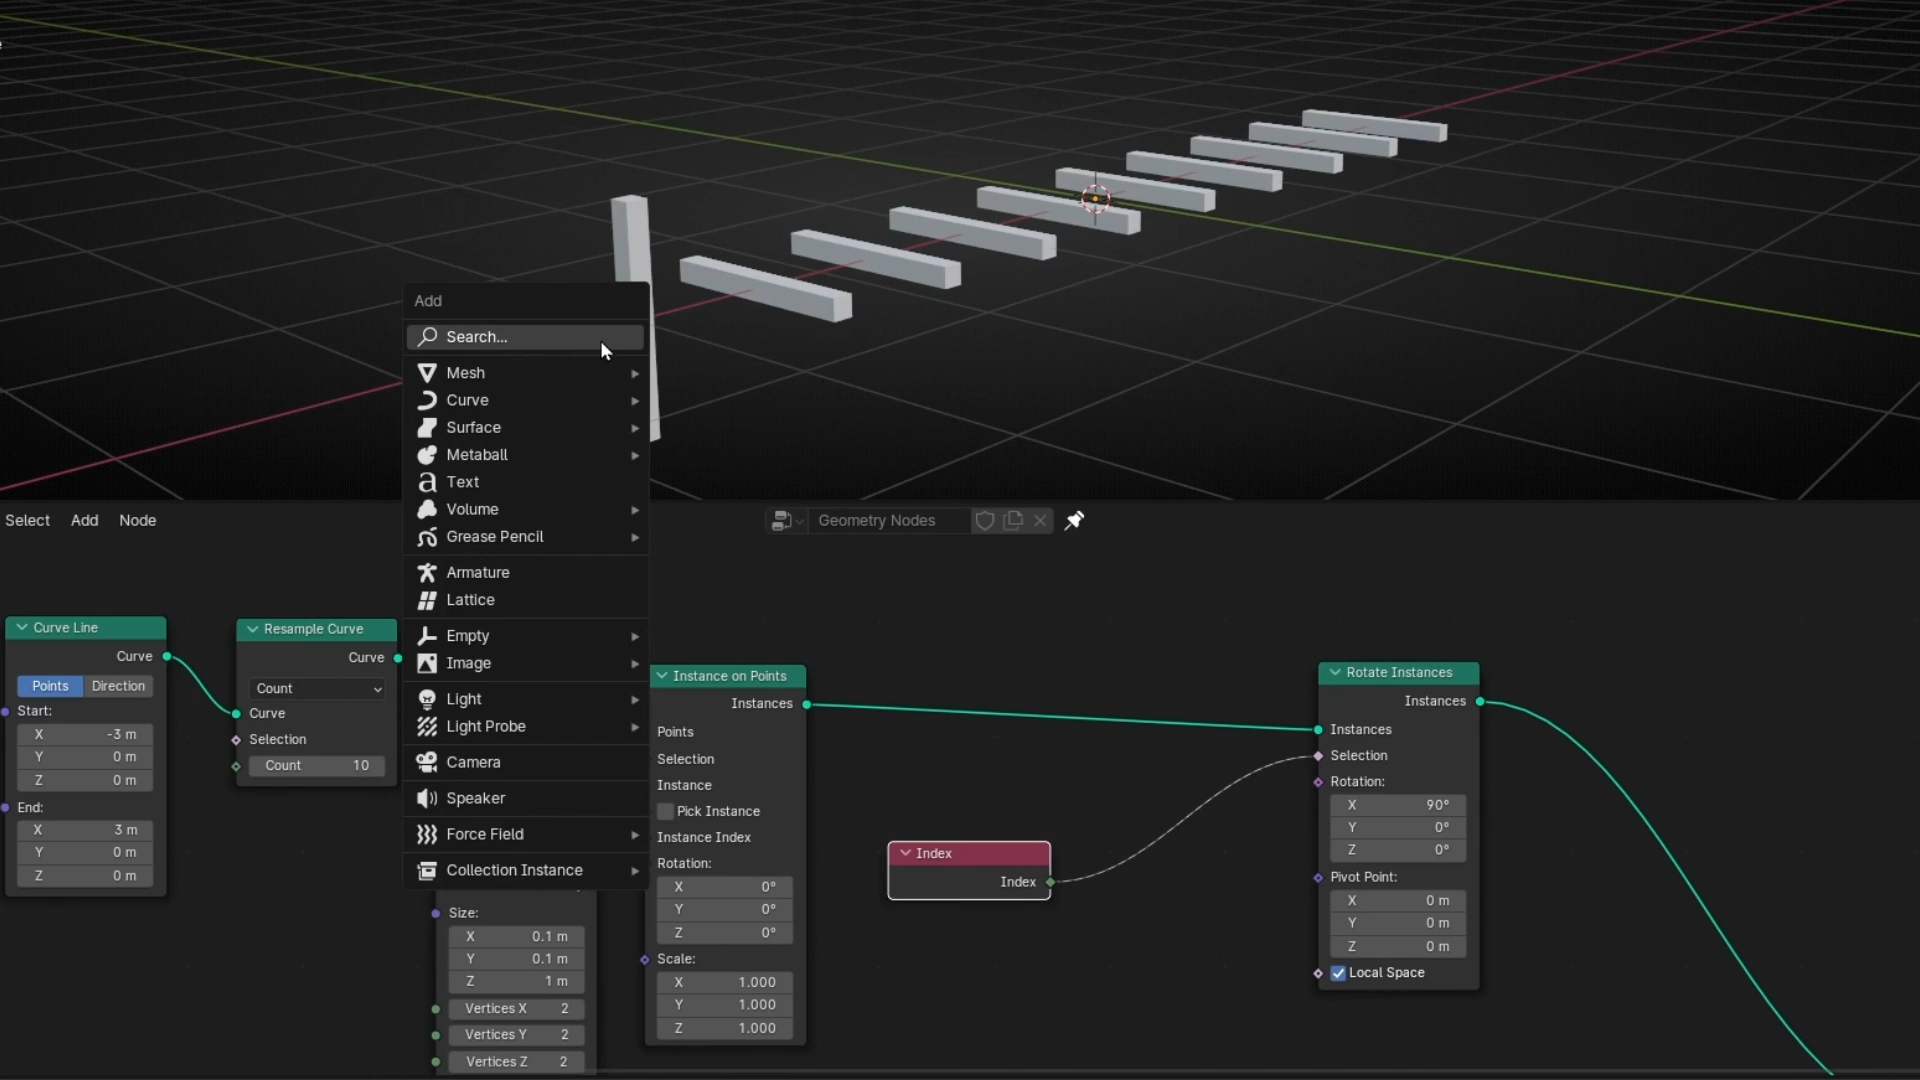 Add
Search...
Mesh
Curve
Surface
Metaball
Text
Volume
Grease Pencil
Armature
Lattice
Empty
Image
Light
Light Probe
Camera
Speaker
Force Field
Collection Instance
Select Add Node
Geometry Nodes
Curve Line
Curve
Points Direction
Start:
X -3 m
Y 0 m
Z 0 m
End:
X 3 m
Y 0 m
Z 0 m
Resample Curve
Curve
Count
Curve
Selection
Count 10
Size:
X 0.1 m
Y 0.1 m
Z 1 m
Vertices X 2
Vertices Y 2
Vertices Z 2
Instance on Points
Instances
Points
Selection
Instance
Pick Instance
Instance Index
Rotation:
X 0°
Y 0°
Z 0°
Scale:
X 1.000
Y 1.000
Z 1.000
Index
Index
Rotate Instances
Instances
Instances
Selection
Rotation:
X 90°
Y 0°
Z 0°
Pivot Point:
X 0 m
Y 0 m
Z 0 m
Local Space